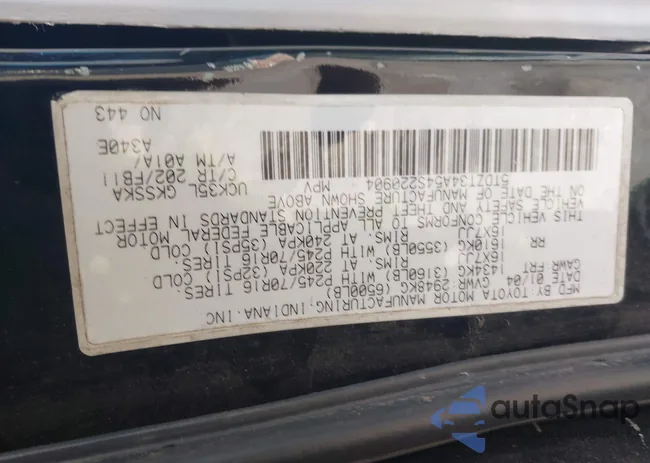 MFD BY:TOYOTA MOTOR MANUFACTURING, INDIANA.INC
DATE 01/04 GVWR 2948KG (6500LB)
GAWR FRT 1434KG (3160LB) WITH P245/70R16 TIRES.
16X7JJ RIMS. AT 220KPA (32PSI) COLD
RR 1610KG (3550LB) WITH P245/70R16 TIRES.
16X7JJ RIMS. AT 240KPA (35PSI) COLD
THIS VEHICLE CONFORMS TO ALL APPLICABLE FEDERAL MOTOR
VEHICLE SAFETY AND THEFT PREVENTION STANDARDS IN EFFECT
ON THE DATE OF MANUFACTURE SHOWN ABOVE
5TDZT34A54S220904 MPV
UCK35L GKSSKA
C/TR 202/FB11
A/TM A01A/
A340E
NO 443
autoSnap